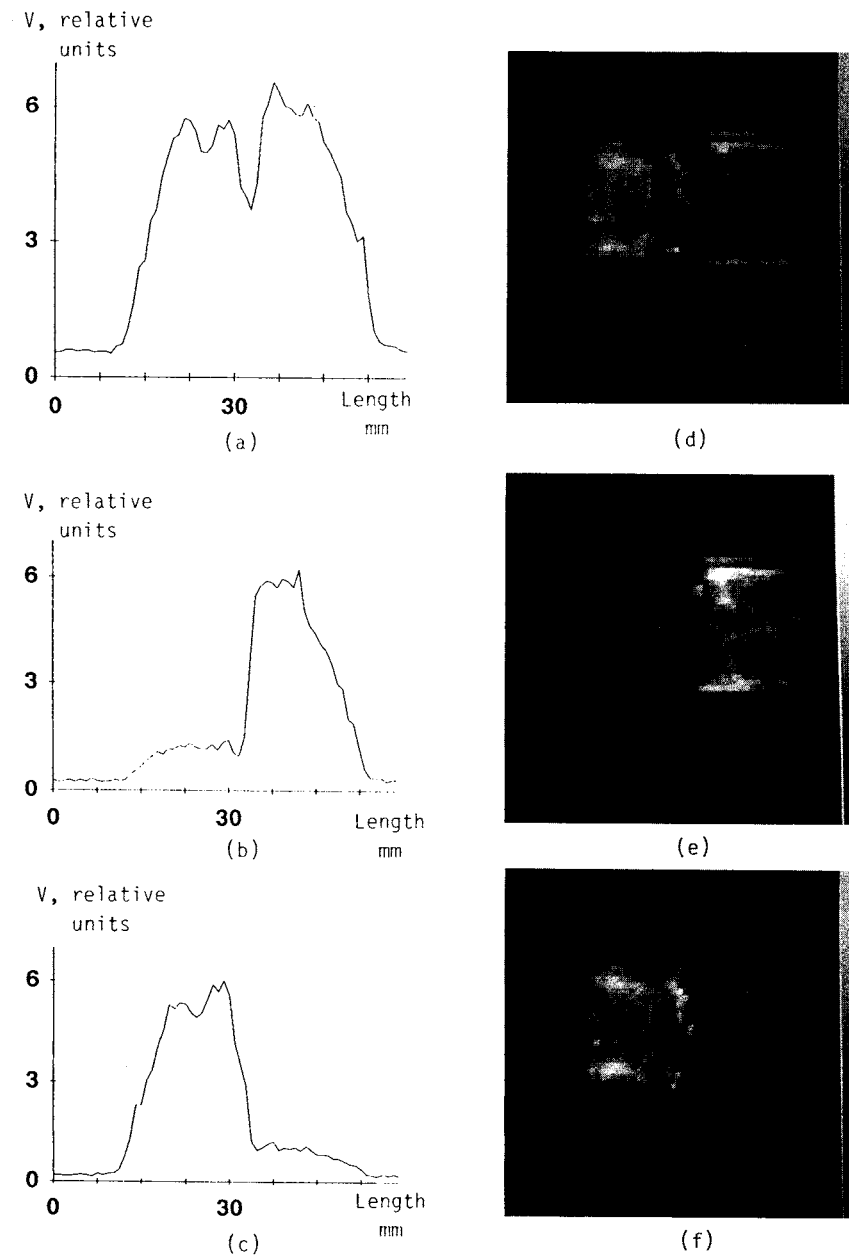 V, relative
units
6
3
0
0
30
Length
mm
(a)
(d)
V, relative
units
6
3
0
0
30
Length
mm
(b)
(e)
V, relative
units
6
3
0
0
30
Length
mm
(c)
(f)